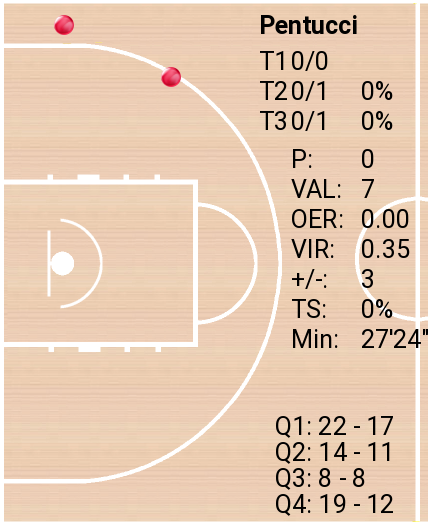 Pentucci
T1 0/0
T2 0/1 0%
T3 0/1 0%
P: 0
VAL: 7
OER: 0.00
VIR: 0.35
+/-: 3
TS: 0%
Min: 27'24"
Q1: 22 - 17
Q2: 14 - 11
Q3: 8 - 8
Q4: 19 - 12